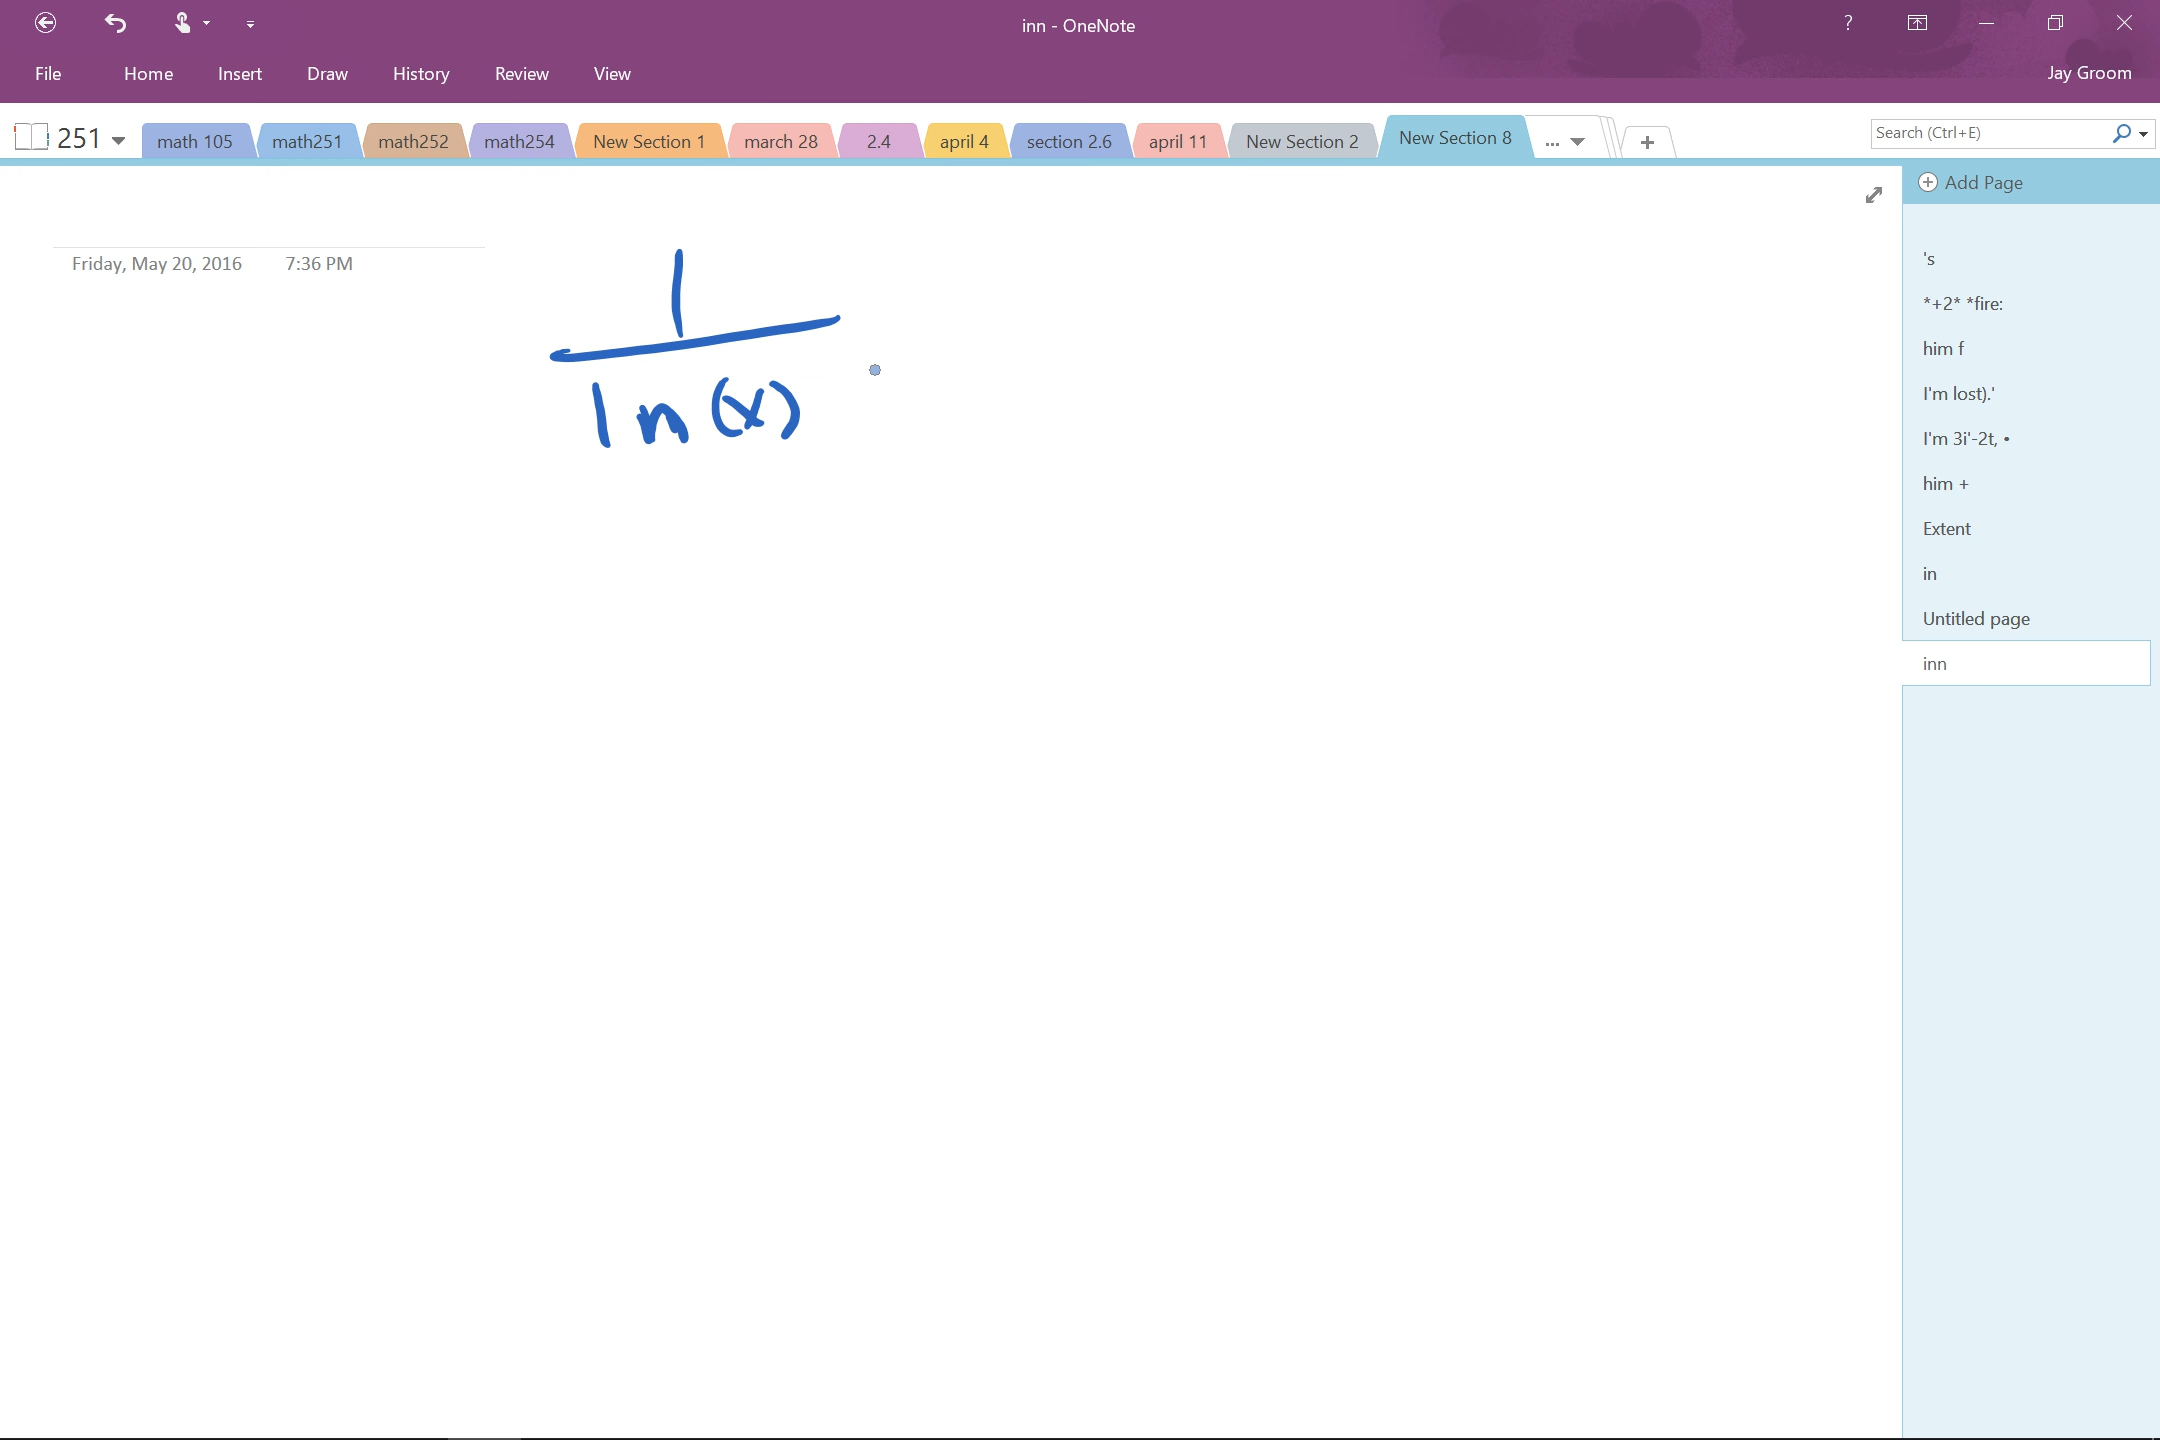 inn - OneNote
?
File Home Insert Draw History Review View
Jay Groom
251
math 105 math251 math252 math254 New Section 1 march 28 2.4 april 4 section 2.6 april 11 New Section 2 New Section 8 ... +
Search (Ctrl+E)
Add Page
Friday, May 20, 2016 7:36 PM
1
ln(x)
's
*+2* *fire:
him f
I'm lost).'
I'm 3i'-2t, •
him +
Extent
in
Untitled page
inn